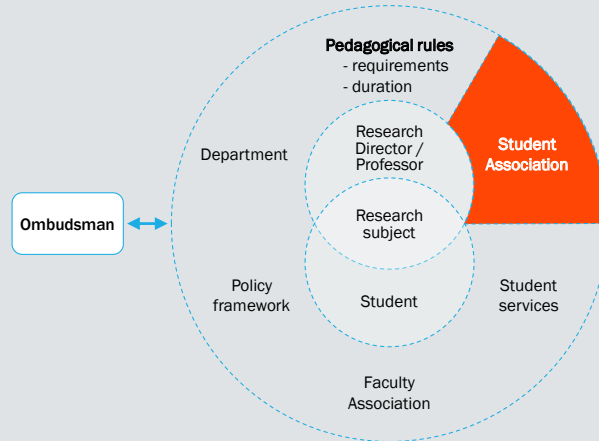 Pedagogical rules
- requirements
- duration
Research
Director /
Professor
Department
Student
Association
Ombudsman
Research
subject
Policy
framework
Student
Student
services
Faculty
Association